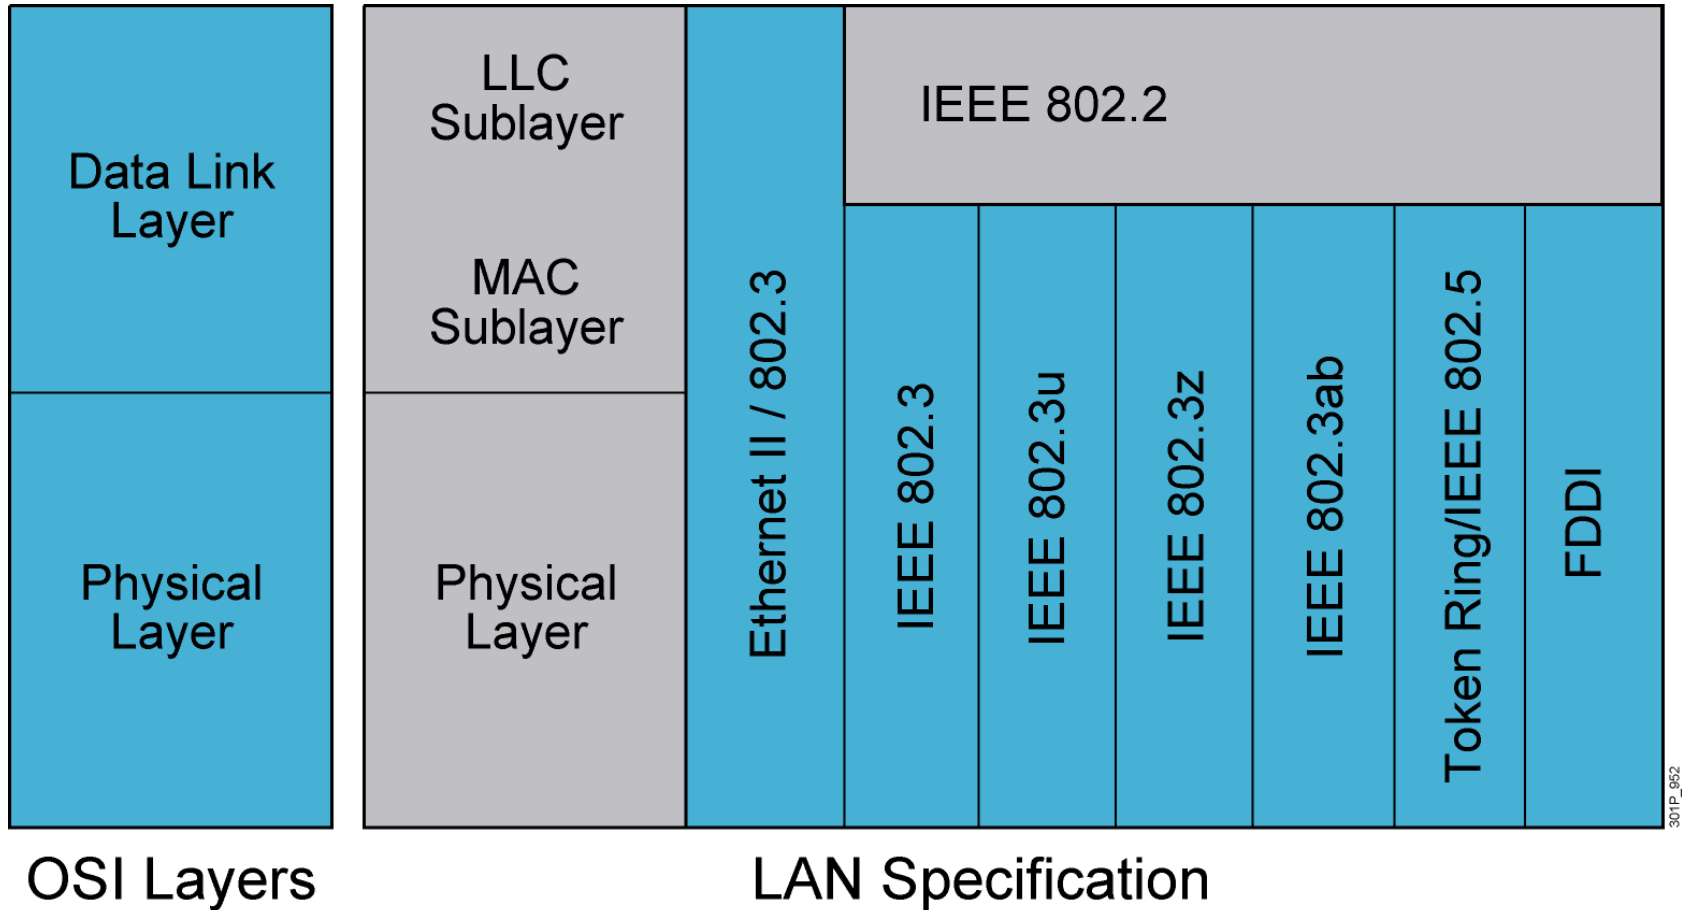 Data Link
Layer
Physical
Layer
LLC
Sublayer
MAC
Sublayer
Physical
Layer
Ethernet II / 802.3
IEEE 802.2
IEEE 802.3
IEEE 802.3u
IEEE 802.3z
IEEE 802.3ab
Token Ring/IEEE 802.5
FDDI
301P_952
OSI Layers
LAN Specification